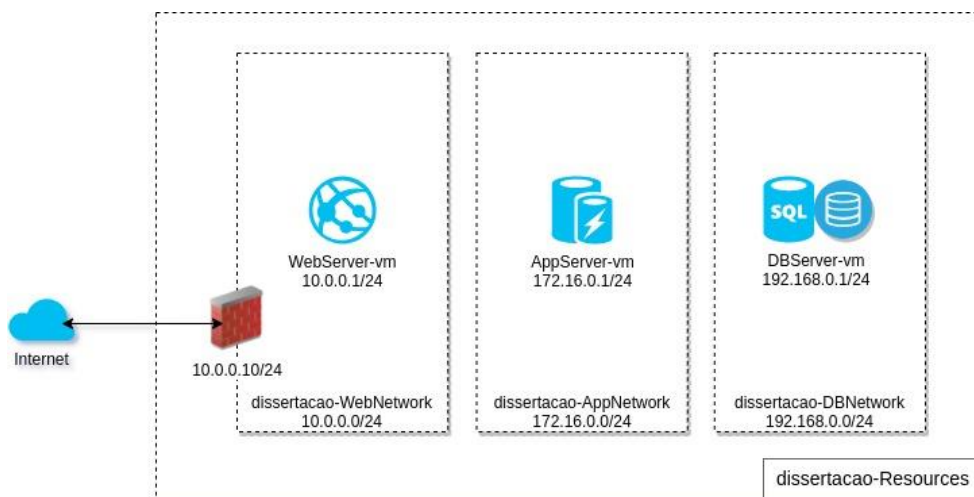 WebServer-vm
10.0.0.1/24
AppServer-vm
172.16.0.1/24
SQL
DBServer-vm
192.168.0.1/24
Internet
10.0.0.10/24
dissertacao-WebNetwork
10.0.0.0/24
dissertacao-AppNetwork
172.16.0.0/24
dissertacao-DBNetwork
192.168.0.0/24
dissertacao-Resources